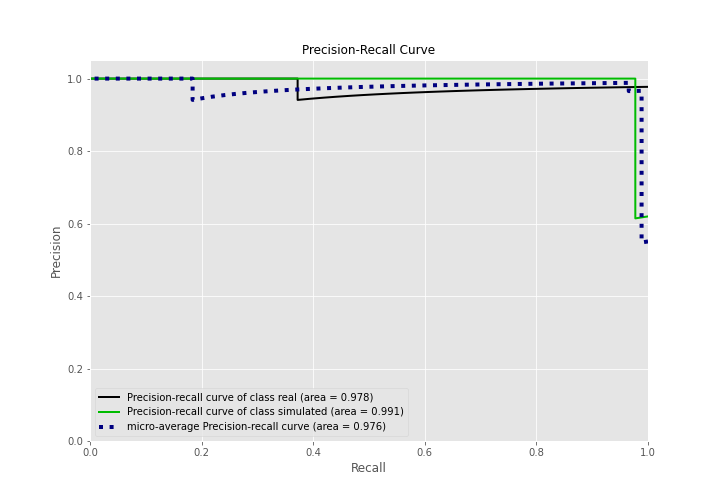 Precision-Recall Curve
1.0
0.8
0.6
0.4
0.2
0.0
Precision
Precision-recall curve of class real (area = 0.978)
Precision-recall curve of class simulated (area = 0.991)
micro-average Precision-recall curve (area = 0.976)
0.0 0.2 0.4 0.6 0.8 1.0
Recall